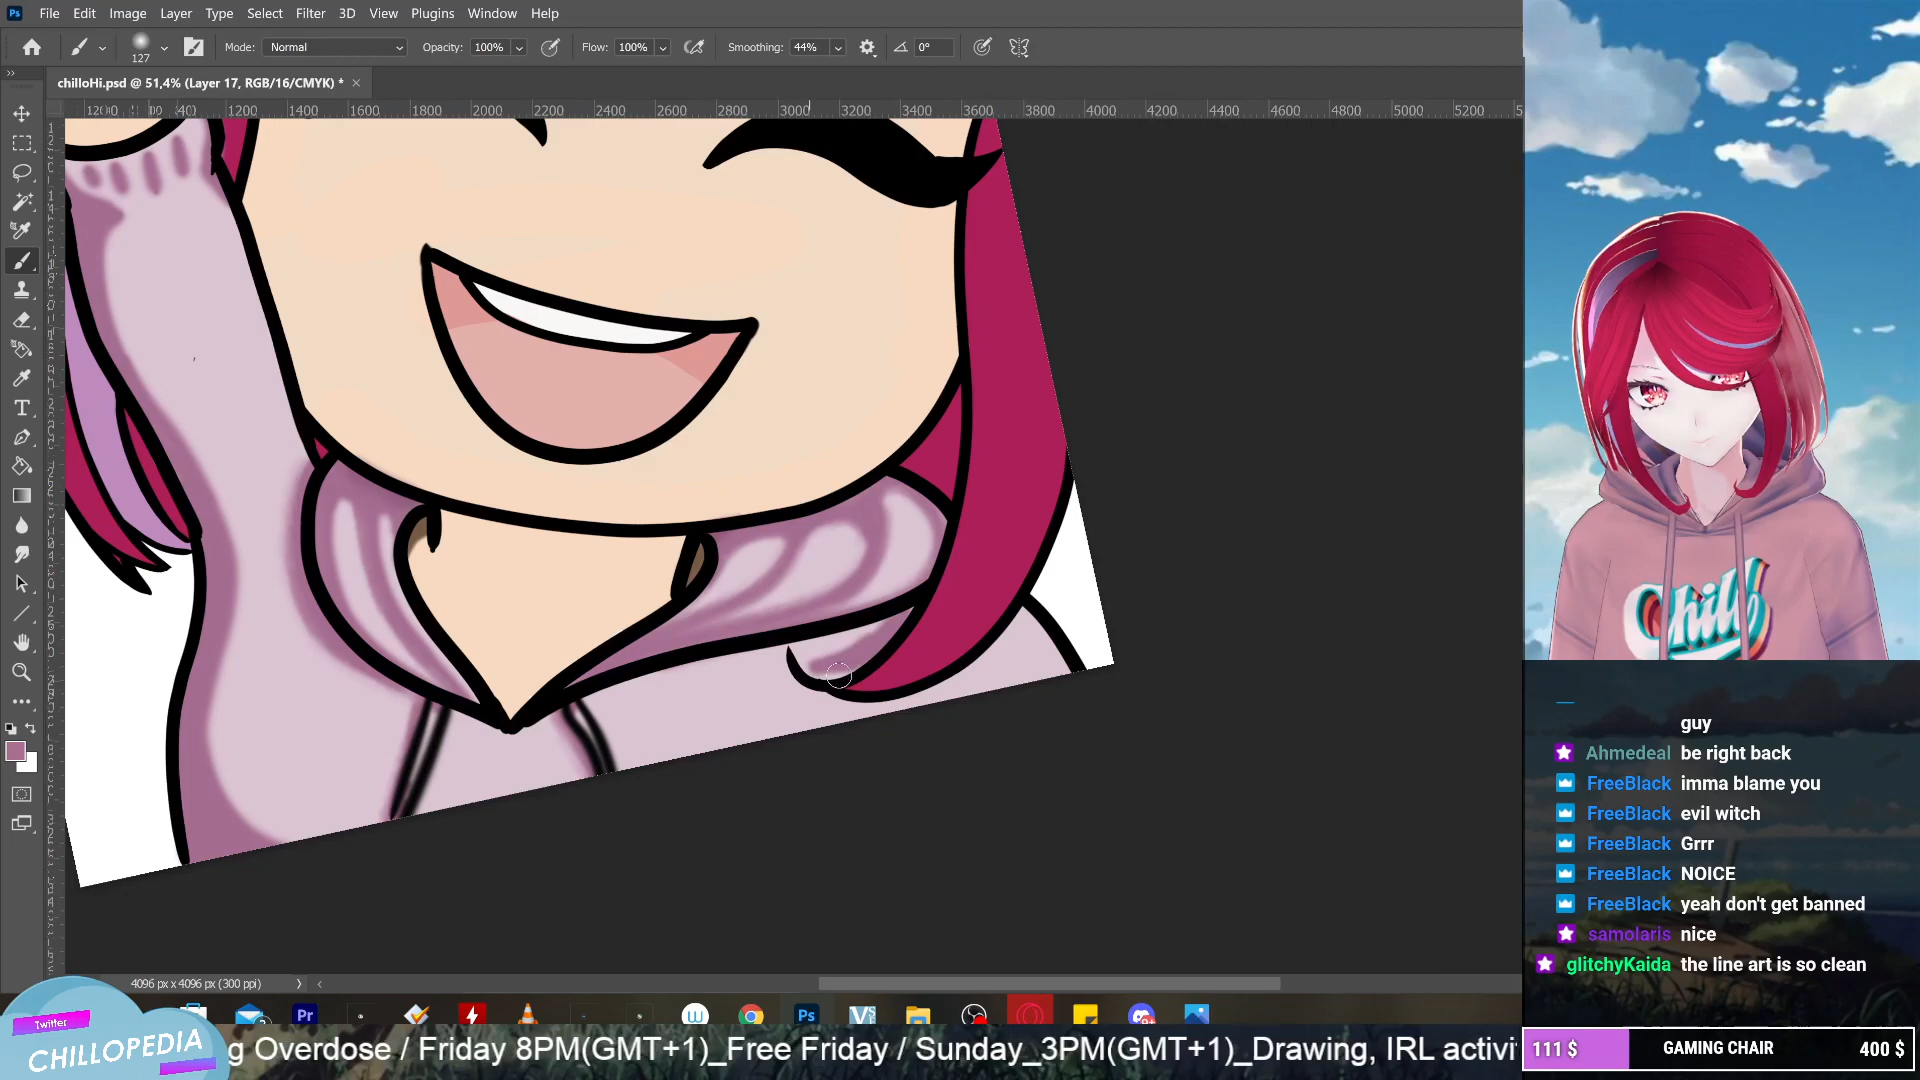 File Edit Image Layer Type Select Filter 3D View Plugins Window Help
127 Mode: Normal Opacity: 100% Flow: 100% Smoothing: 44% 0°
chilloHi.psd @ 51,4% (Layer 17, RGB/16/CMYK) *
1200 1200 1400 1600 1800 2000 2200 2400 2600 2800 3000 3200 3400 3600 3800 4000 4200 4400 4600 4800 5000 5200
Chill
guy
Ahmedeal be right back
FreeBlack imma blame you
FreeBlack evil witch
FreeBlack Grrr
FreeBlack NOICE
FreeBlack yeah don't get banned
samolaris nice
glitchyKaida the line art is so clean
4096 px x 4096 px (300 ppi)
Pr Ps
Twitter
CHILLOPEDIA
g Overdose / Friday 8PM(GMT+1)_Free Friday / Sunday_3PM(GMT+1)_Drawing, IRL activi
111 $ GAMING CHAIR 400 $